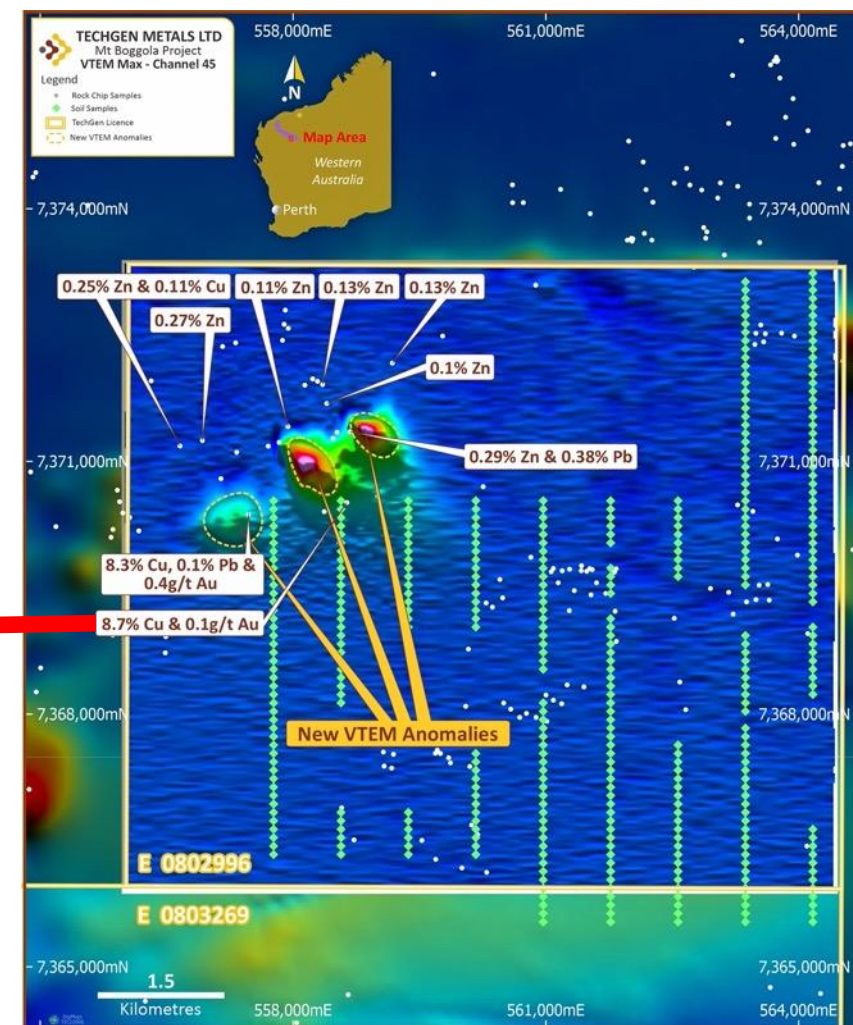 TECHGEN METALS LTD
Mt Boggola Project
VTEM Max - Channel 45
Legend
Rock Chip Samples
Soil Samples
TechGen Licence
New VTEM Anomalies
558,000mE
561,000mE
564,000mE
N
Map Area
Western
Australia
Perth
7,374,000mN
7,374,000mN
0.25% Zn & 0.11% Cu
0.11% Zn
0.13% Zn
0.13% Zn
0.27% Zn
0.1% Zn
7,371,000mN
0.29% Zn & 0.38% Pb
7,371,000mN
8.3% Cu, 0.1% Pb &
0.4g/t Au
8.7% Cu & 0.1g/t Au
7,368,000mN
7,368,000mN
New VTEM Anomalies
E 0802996
E 0803269
7,365,000mN
7,365,000mN
1.5
Kilometres
558,000mE
561,000mE
564,000mE